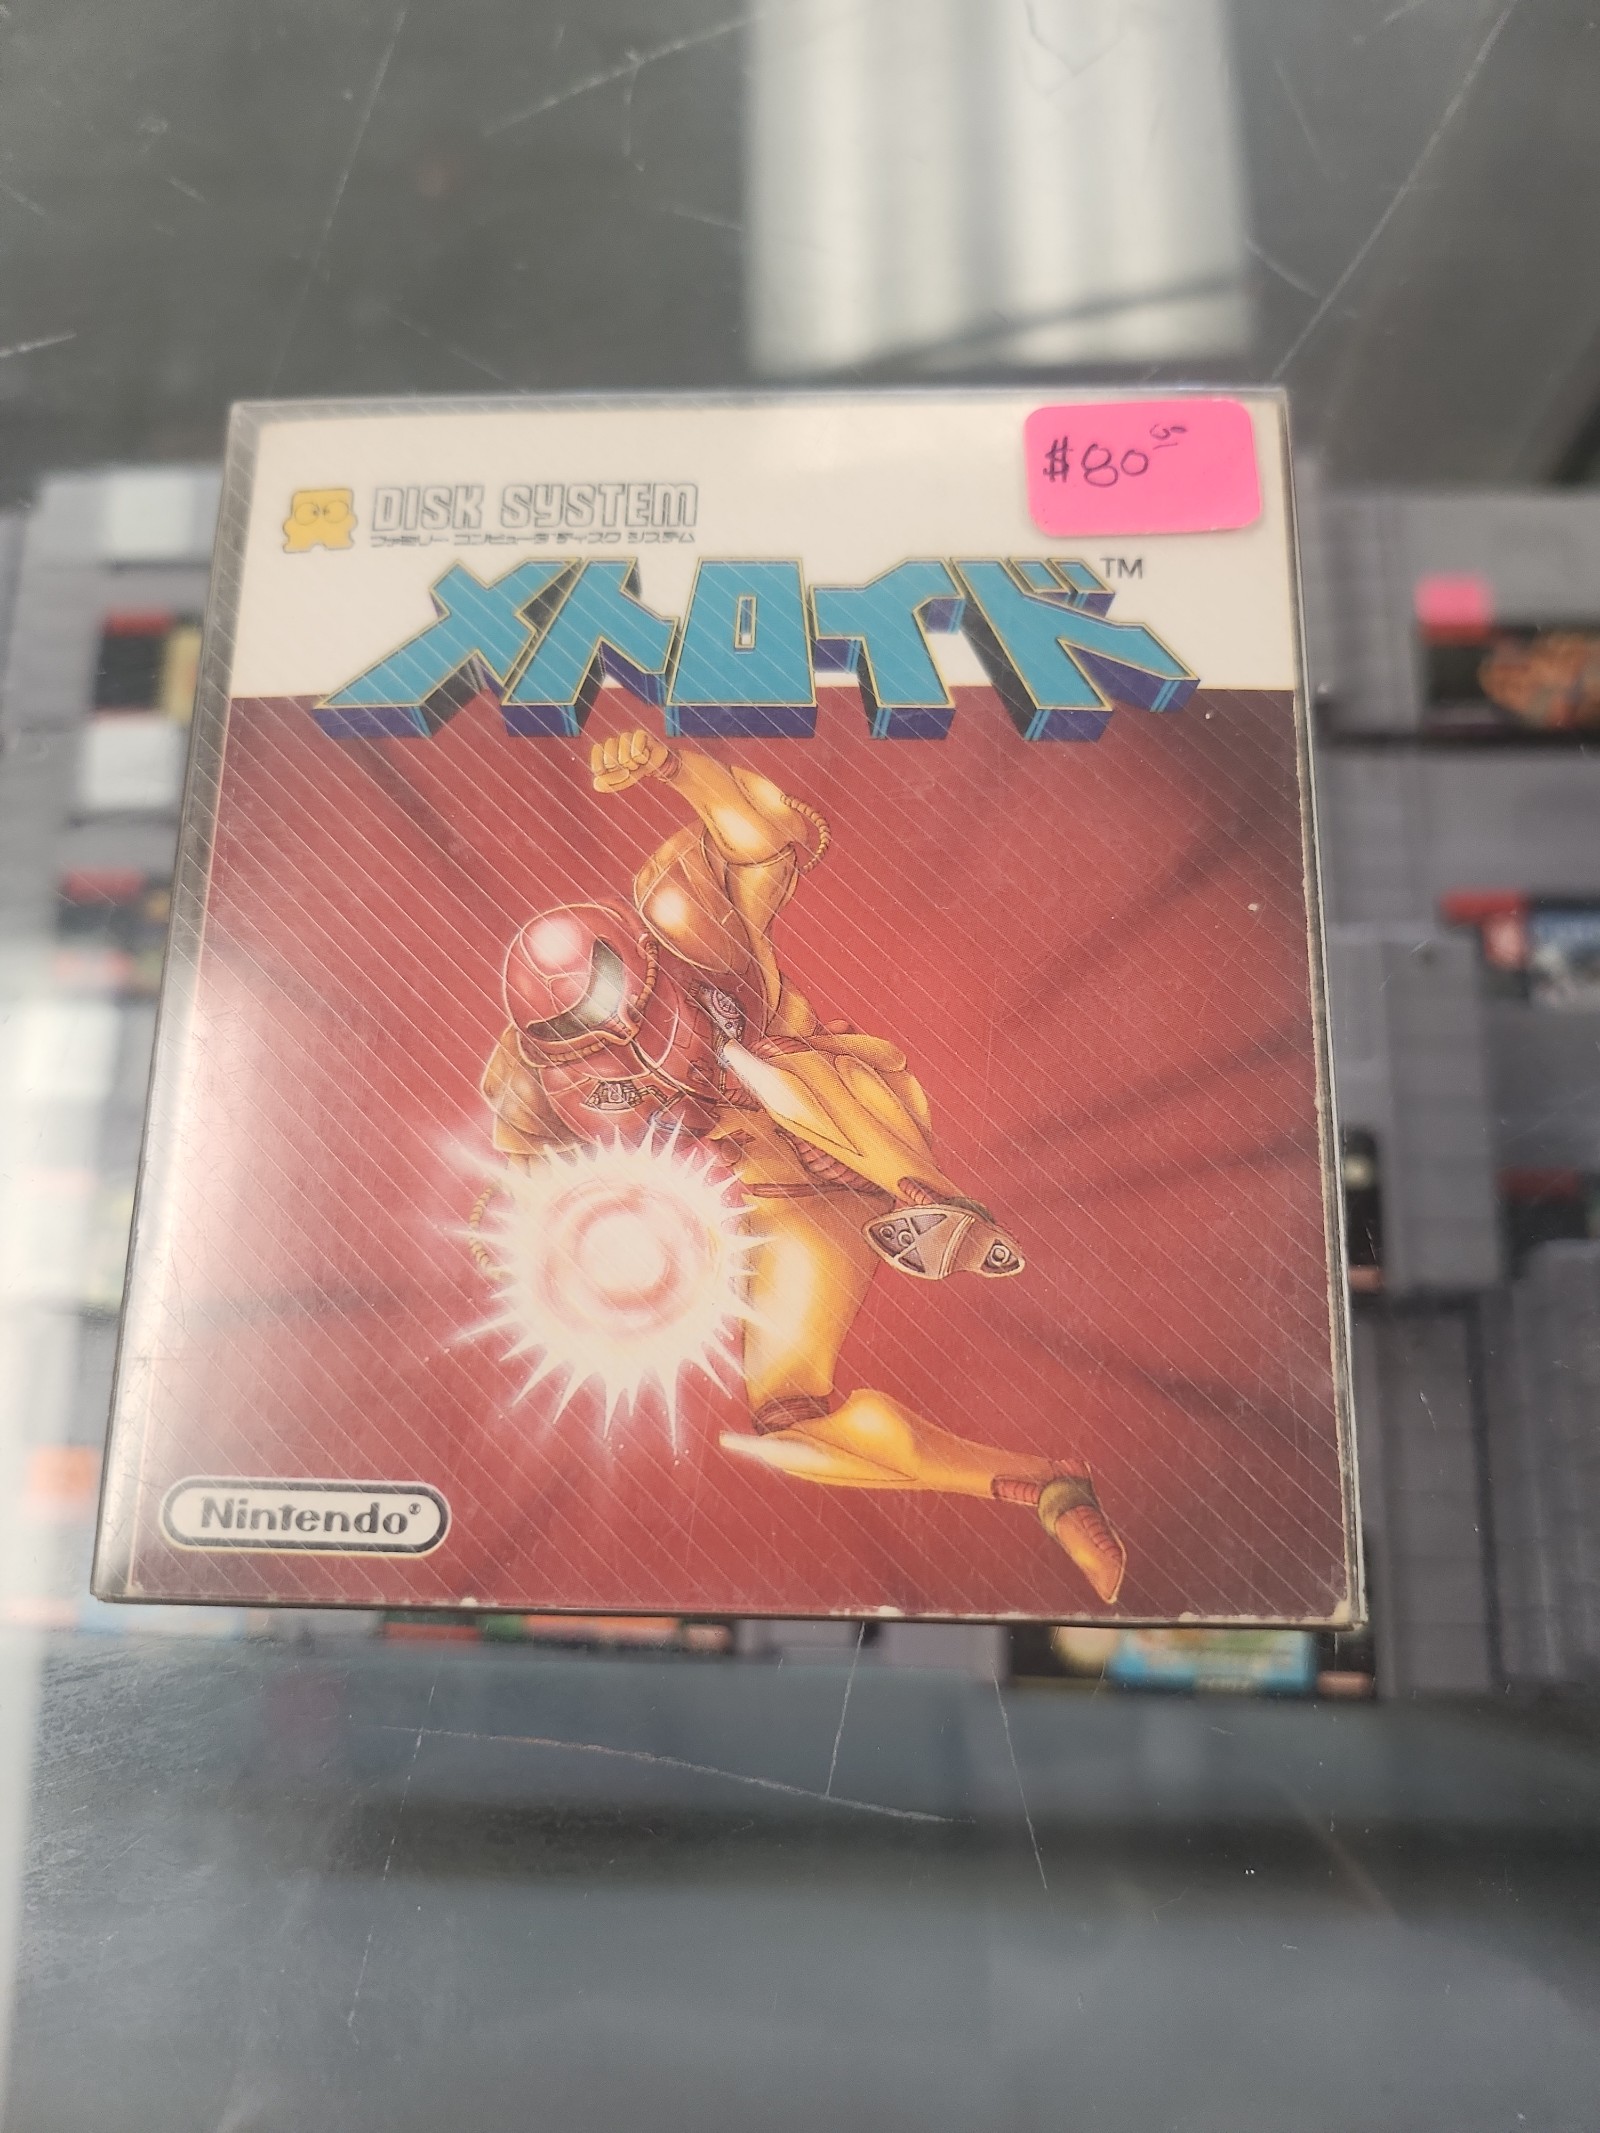 $80
DISK SYSTEM
ファミリー コンピュータ ディスク システム
メトロイド™
Nintendo®